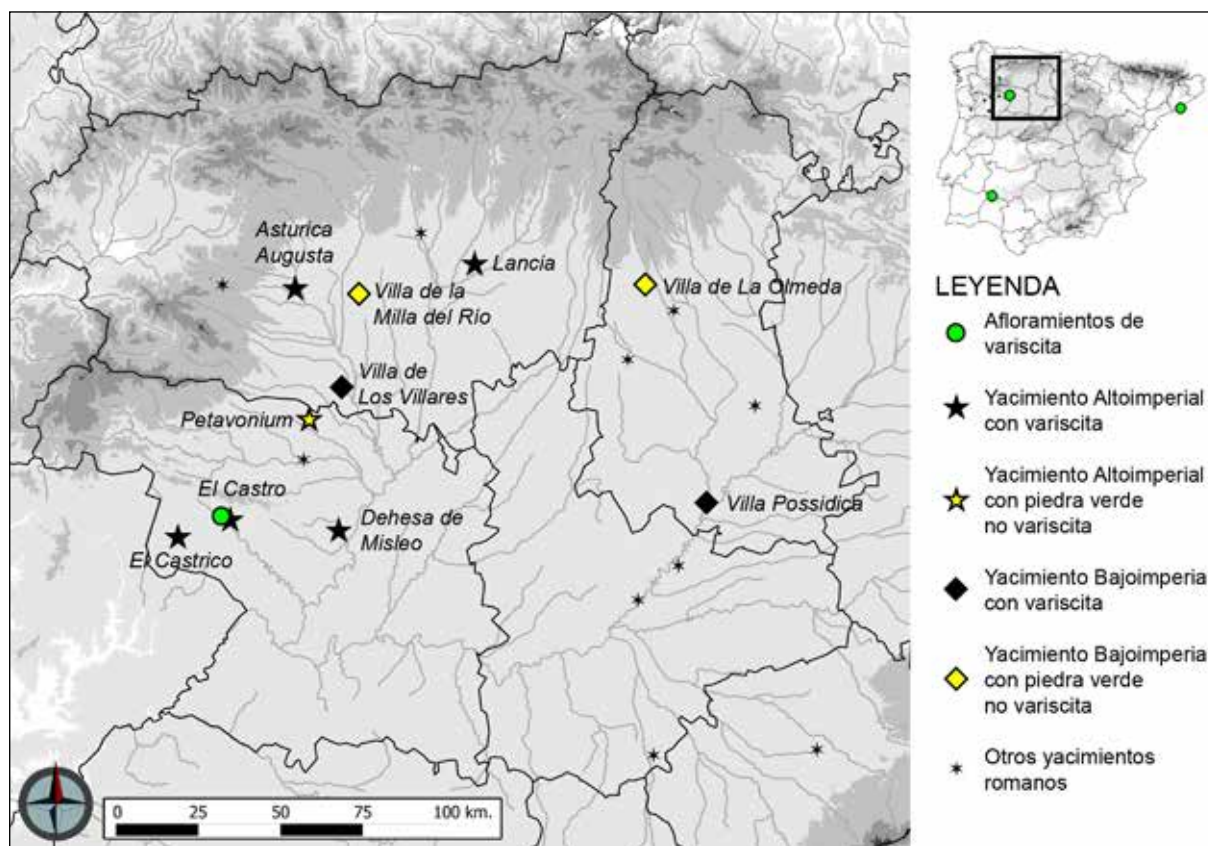 Asturica
Augusta
Lancia
Villa de la
Milla del Rio
Villa de La Olmeda
Villa de
Los Villares
Petavonium
El Castro
Villa Possidica
Dehesa de
Misleo
El Castrico
0 25 50 75 100 km.
LEYENDA
Afloramientos de
variscita
Yacimiento Altoimperial
con variscita
Yacimiento Altoimperial
con piedra verde
no variscita
Yacimiento Bajoimperia
con variscita
Yacimiento Bajoimperia
con piedra verde
no variscita
Otros yacimientos
romanos